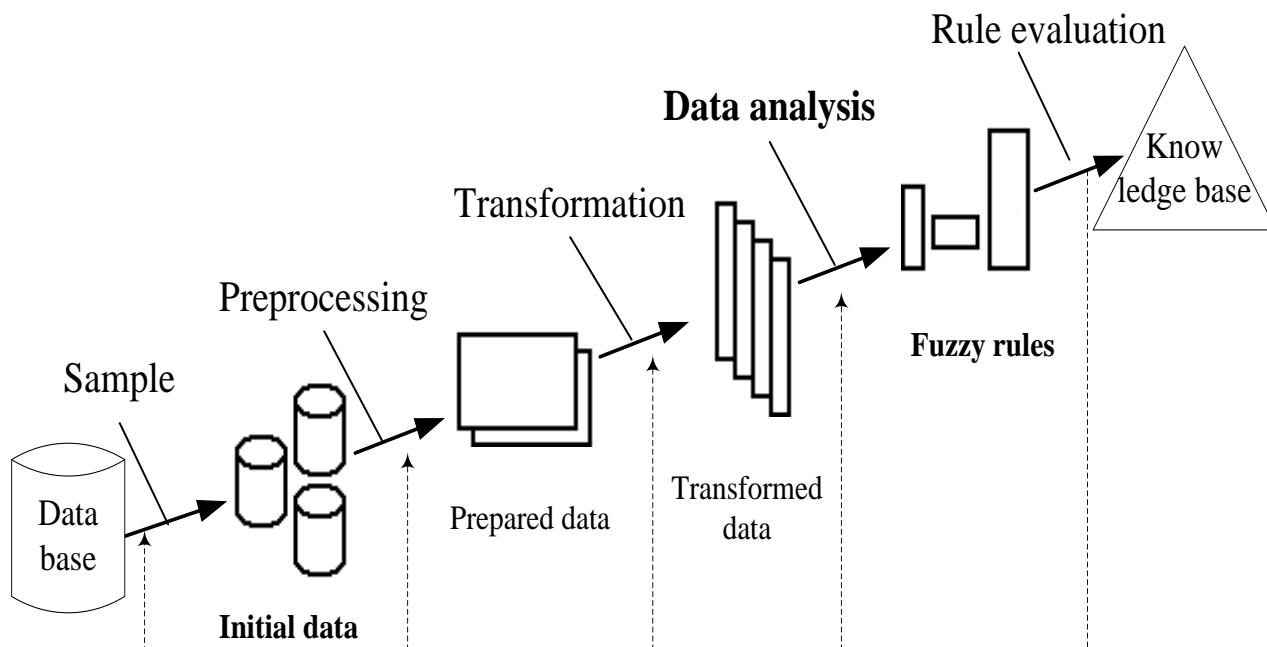 Rule evaluation
Data analysis
Know
ledge base
Transformation
Preprocessing
Fuzzy rules
Sample
Transformed
data
Prepared data
Data
base
Initial data